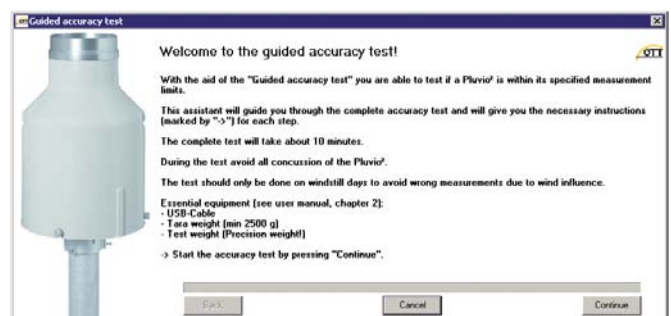 Guided accuracy test
Welcome to the guided accuracy test!
OTT
With the aid of the "Guided accuracy test" you are able to test if a Pluvio² is within its specified measurement
limits.
This assistant will guide you through the complete accuracy test and will give you the necessary instructions
(marked by "->") for each step.
The complete test will take about 10 minutes.
During the test avoid all concussion of the Pluvio².
The test should only be done on windstill days to avoid wrong measurements due to wind influence.
Essential equipment (see user manual, chapter 2):
- USB-Cable
- Tara weight (min 2500 g)
- Test weight (Precision weight!)
-> Start the accuracy test by pressing "Continue".
Back
Cancel
Continue